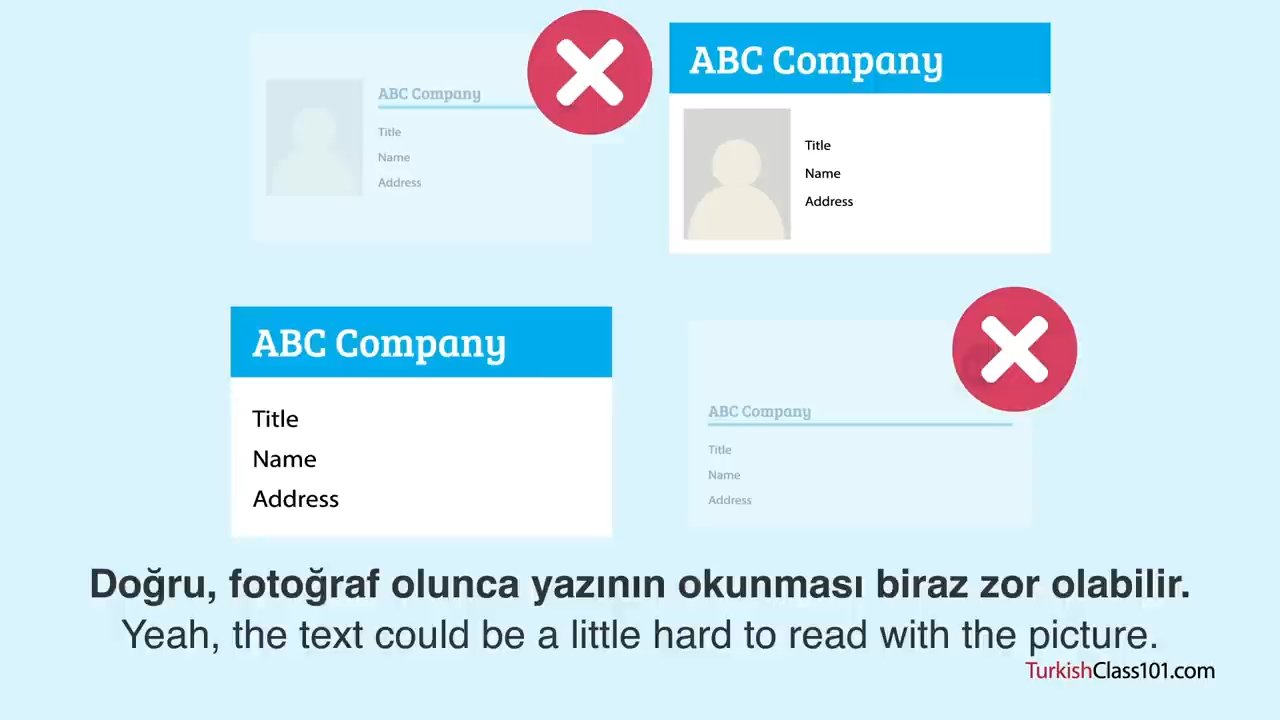 ABC Company
Title
Name
Address
ABC Company
Title
Name
Address
ABC Company
Title
Name
Address
ABC Company
Title
Name
Address
Doğru, fotoğraf olunca yazının okunması biraz zor olabilir.
Yeah, the text could be a little hard to read with the picture.
TurkishClass101.com